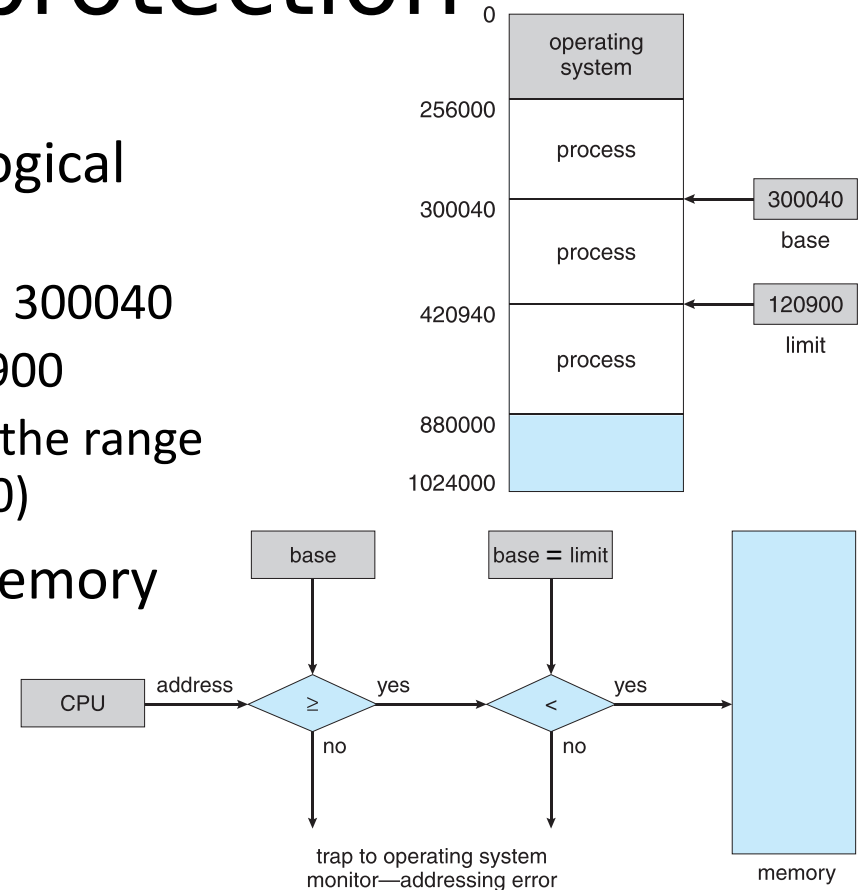 protection
ogical
300040
900
the range
0)
emory
0
operating
system
256000
process
300040
process
420940
process
880000
1024000
300040
base
120900
limit
base
base = limit
CPU
address
≥
yes
<
yes
no
no
memory
trap to operating system
monitor—addressing error